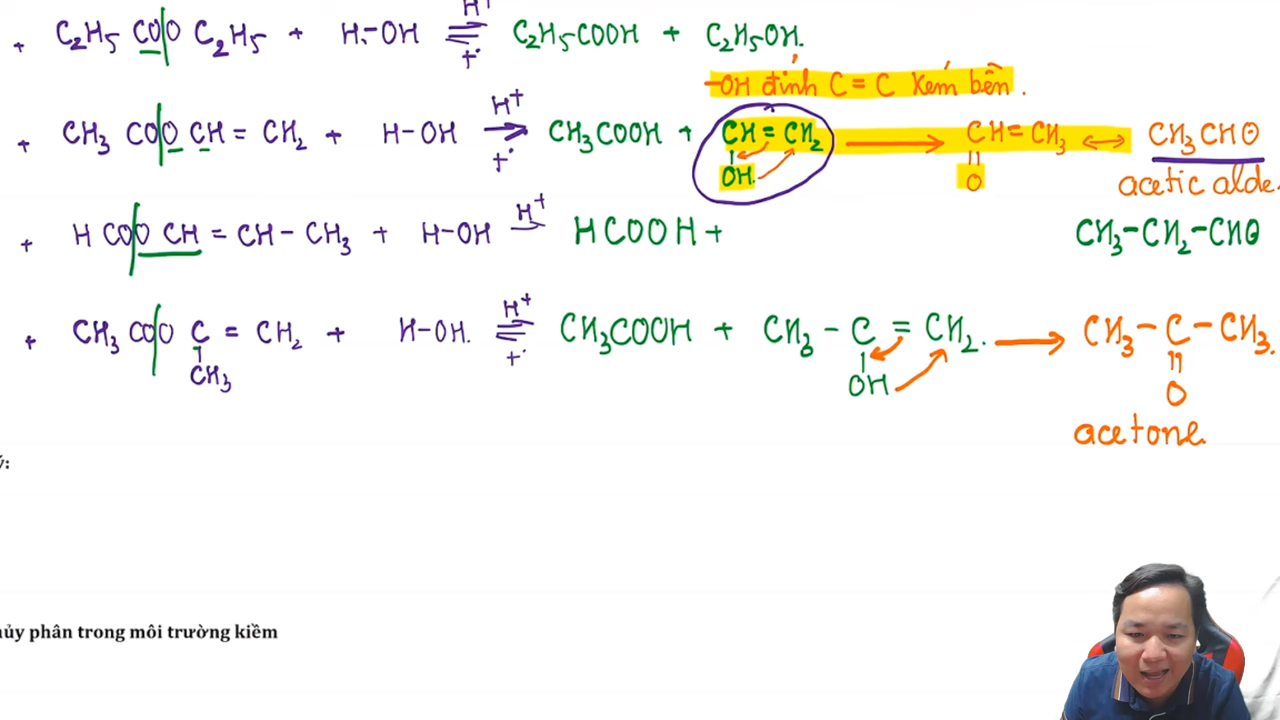 + C₂H₅ COO C₂H₅ + H-OH ⇌ H⁺ t° C₂H₅COOH + C₂H₅OH.
-OH đính C = C kém bền.
+ CH₃ COO CH = CH₂ + H-OH → H⁺ t° CH₃COOH + CH = CH₂ → CH = CH₃ ↔ CH₃CHO
OH O
acetic alde.
+ H COO CH = CH - CH₃ + H-OH → H⁺ HCOOH + CH₃-CH₂-CHO
+ CH₃ COO C = CH₂ + H-OH. ⇌ H⁺ t° CH₃COOH + CH₃ - C = CH₂. → CH₃-C-CH₃.
CH₃ OH O
acetone.
ý:
hủy phân trong môi trường kiềm